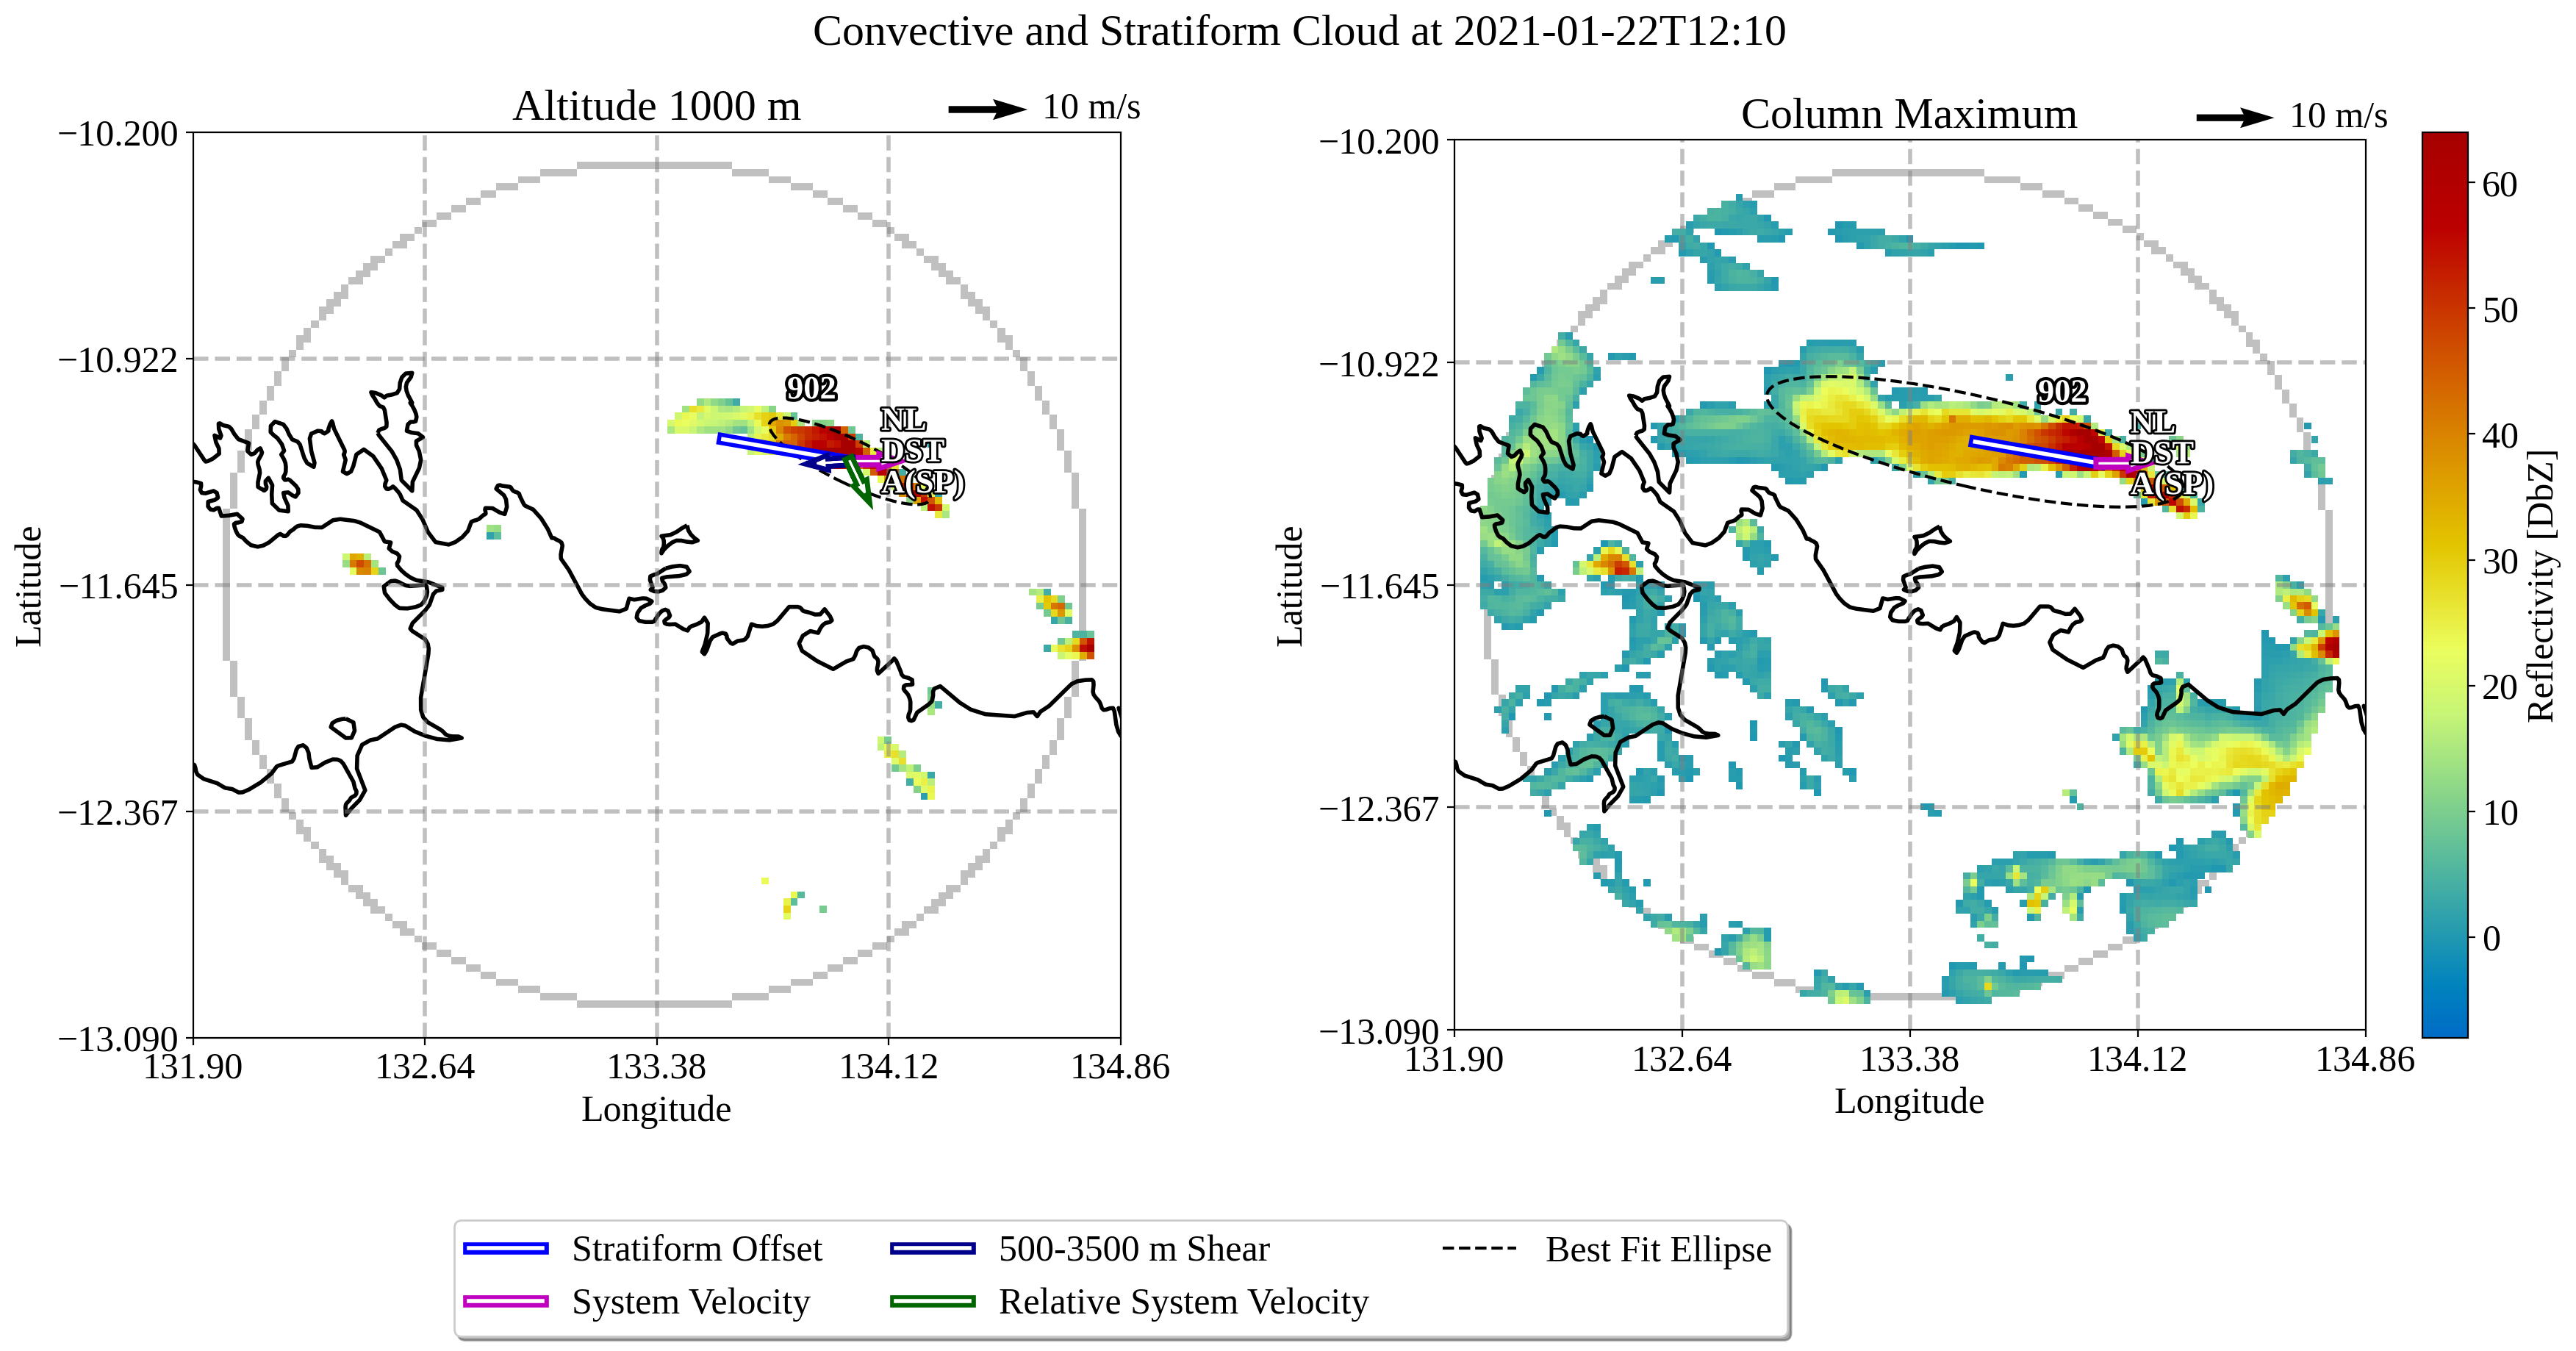 Convective and Stratiform Cloud at 2021-01-22T12:10
Altitude 1000 m
10 m/s
−10.200
−10.922
−11.645
−12.367
−13.090
Latitude
902
NL
DST
A(SP)
131.90
132.64
133.38
134.12
134.86
Longitude
Column Maximum
10 m/s
−10.200
−10.922
−11.645
−12.367
−13.090
Latitude
902
NL
DST
A(SP)
131.90
132.64
133.38
134.12
134.86
Longitude
60
50
40
30
20
10
0
Reflectivity [DbZ]
Stratiform Offset
System Velocity
500-3500 m Shear
Relative System Velocity
Best Fit Ellipse